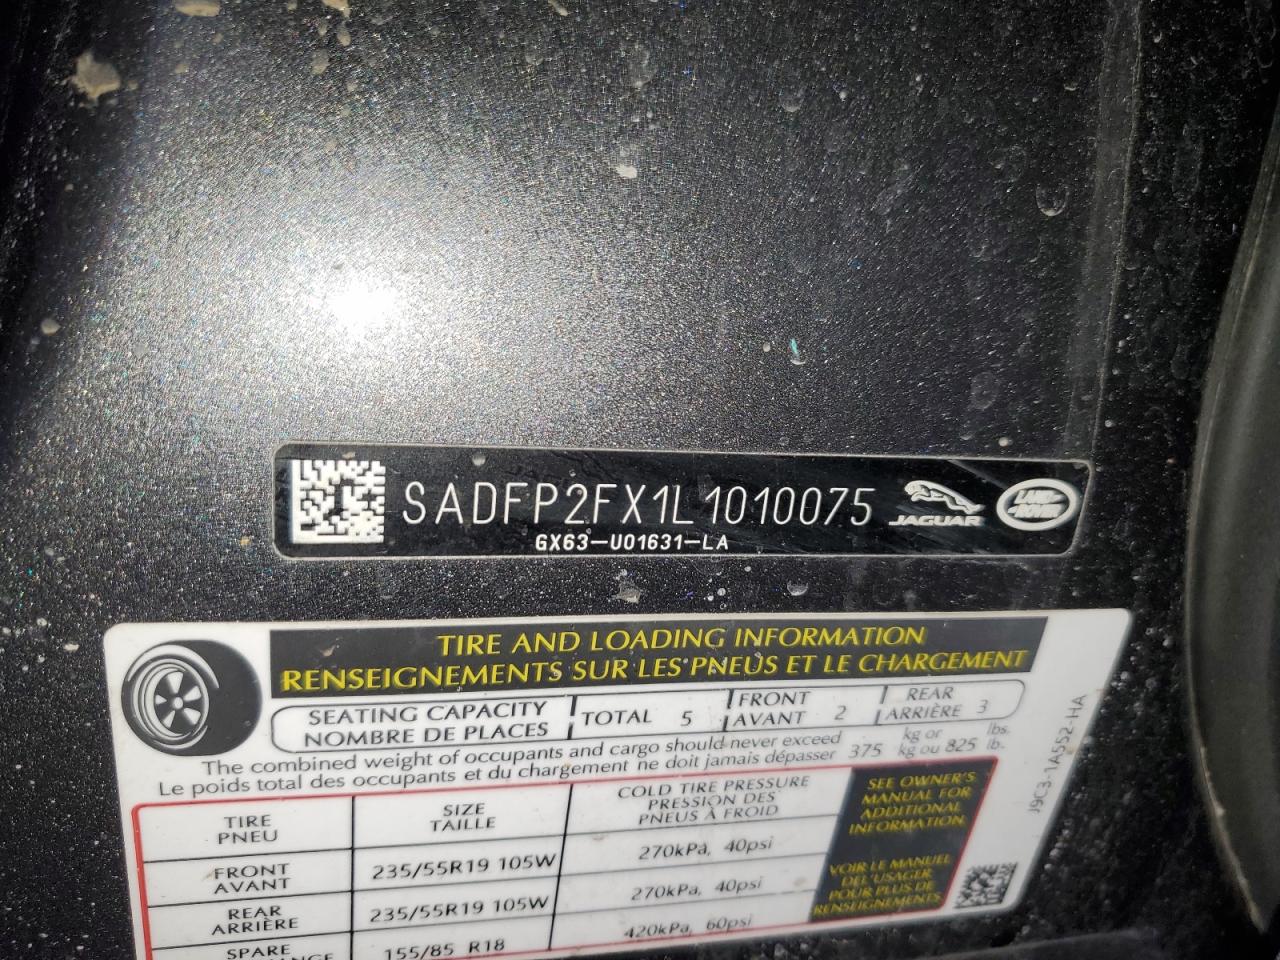 SADFP2FX1L1010075
JAGUAR
LAND ROVER
GX63-U01631-LA
TIRE AND LOADING INFORMATION
RENSEIGNEMENTS SUR LES PNEUS ET LE CHARGEMENT
SEATING CAPACITY
NOMBRE DE PLACES
TOTAL 5
FRONT
AVANT 2
REAR
ARRIÈRE 3
The combined weight of occupants and cargo should never exceed 375 kg or 825 lbs.
Le poids total des occupants et du chargement ne doit jamais dépasser kg ou lb.
TIRE
PNEU
SIZE
TAILLE
COLD TIRE PRESSURE
PRESSION DES
PNEUS À FROID
SEE OWNER'S
MANUAL FOR
ADDITIONAL
INFORMATION
FRONT
AVANT
235/55R19 105W
270kPa, 40psi
REAR
ARRIÈRE
235/55R19 105W
270kPa, 40psi
VOIR LE MANUEL
DE L'USAGER
POUR PLUS DE
RENSEIGNEMENTS
SPARE
155/85 R18
420kPa, 60psi
J9C3-1A552-HA